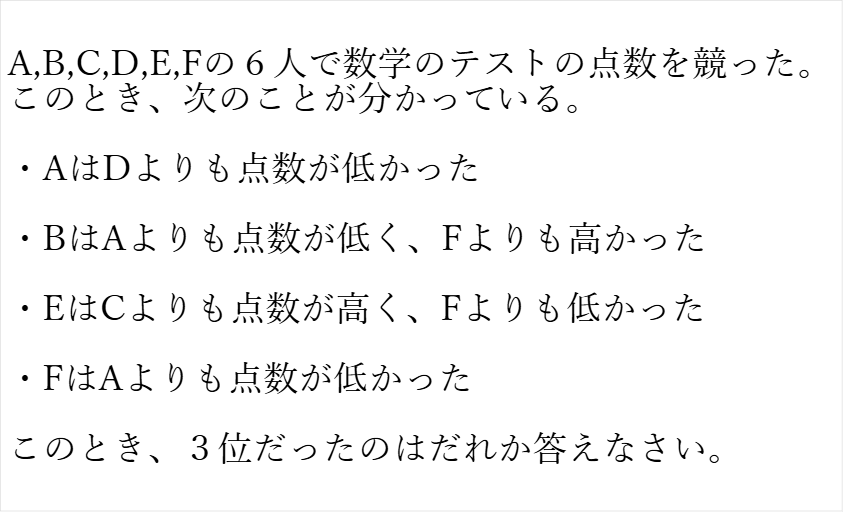 A,B,C,D,E,Fの６人で数学のテストの点数を競った。
このとき、次のことが分かっている。
・AはDよりも点数が低かった
・BはAよりも点数が低く、Fよりも高かった
・EはCよりも点数が高く、Fよりも低かった
・FはAよりも点数が低かった
このとき、３位だったのはだれか答えなさい。